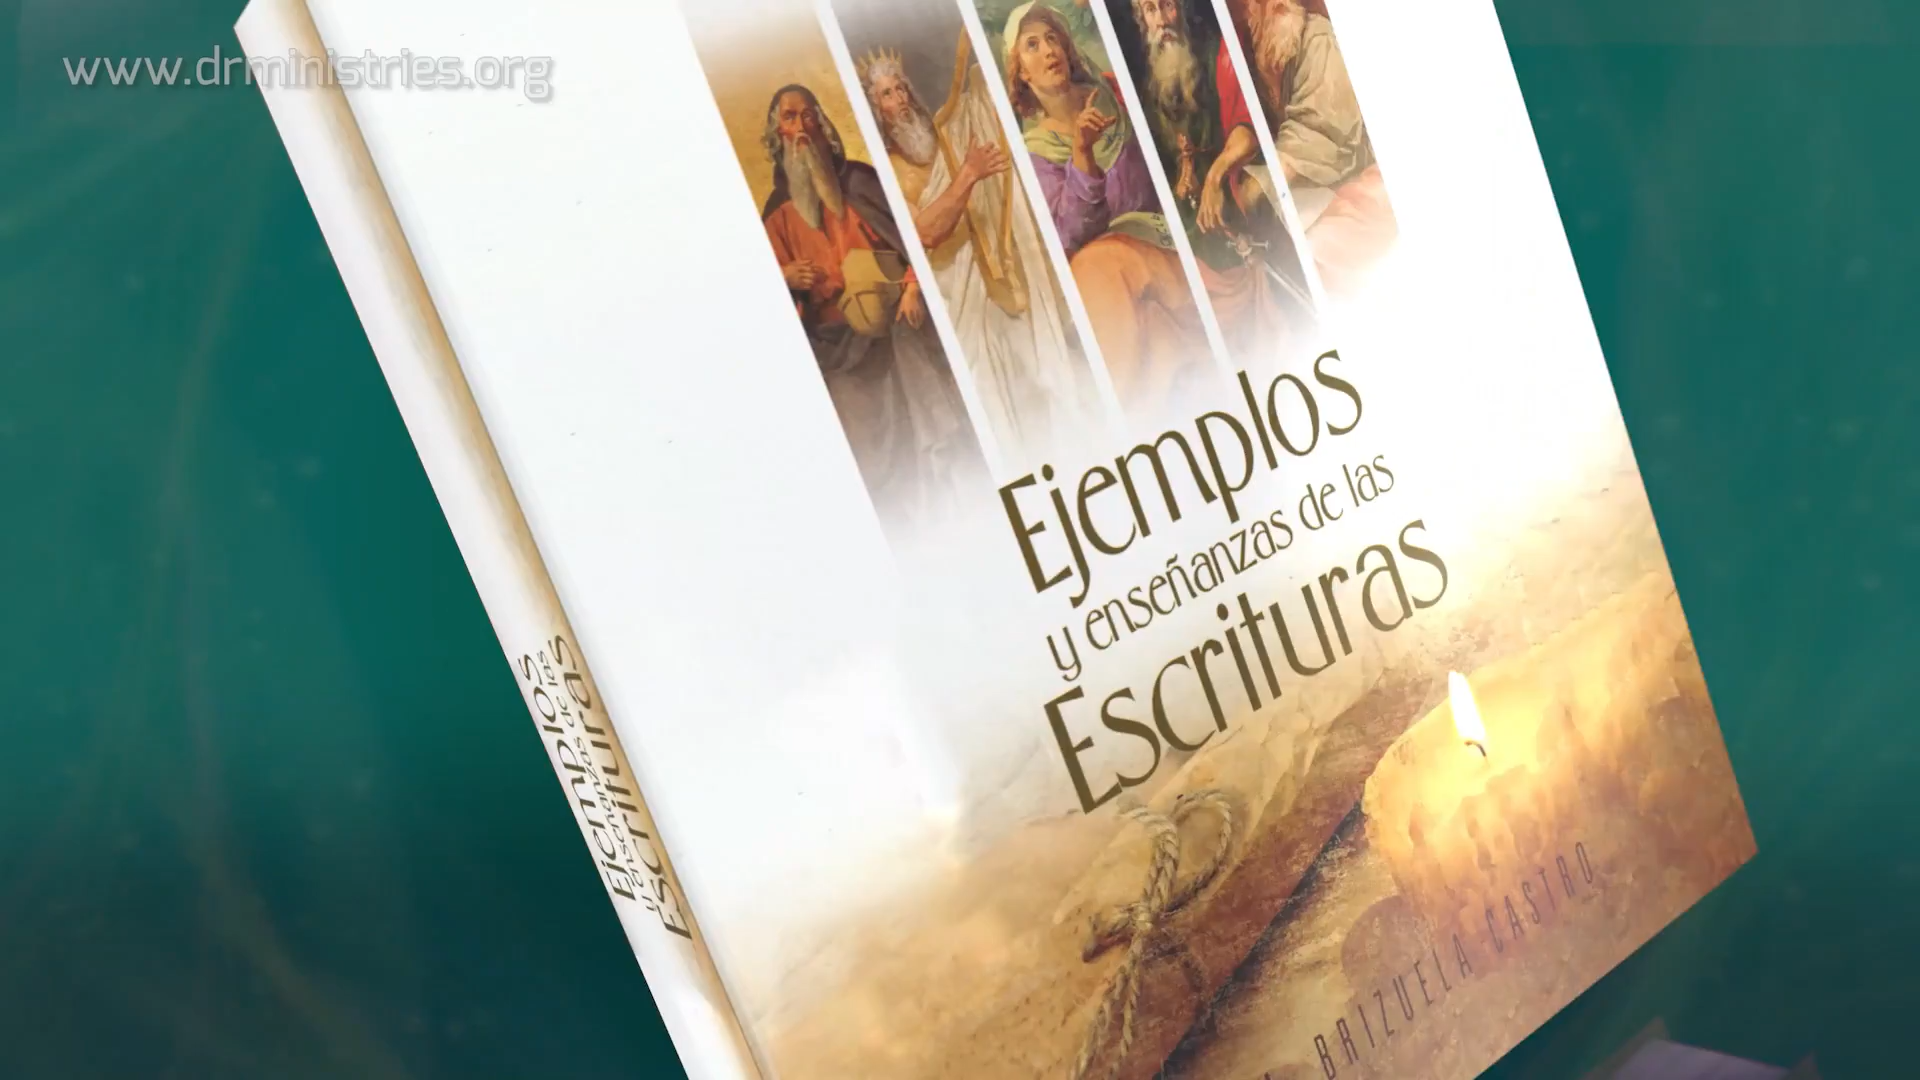 www.drministries.org
Ejemplos
y enseñanzas de las
Escrituras
BRIZUELA CASTRO
Ejemplos
y enseñanzas de las
Escrituras